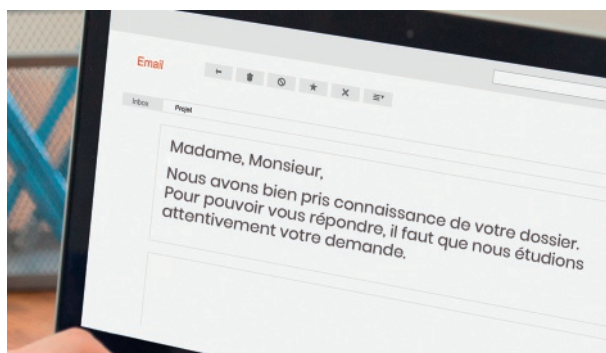 Email
Inbox Projet
Madame, Monsieur,
Nous avons bien pris connaissance de votre dossier.
Pour pouvoir vous répondre, il faut que nous étudions
attentivement votre demande.